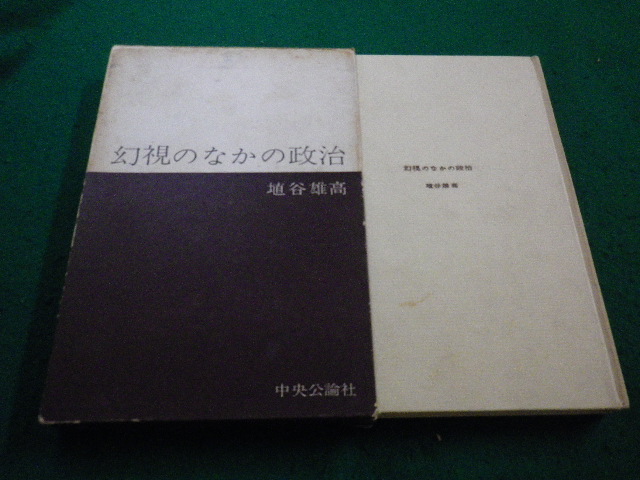 幻視のなかの政治
埴谷雄高
中央公論社
幻視のなかの政治
埴谷雄高